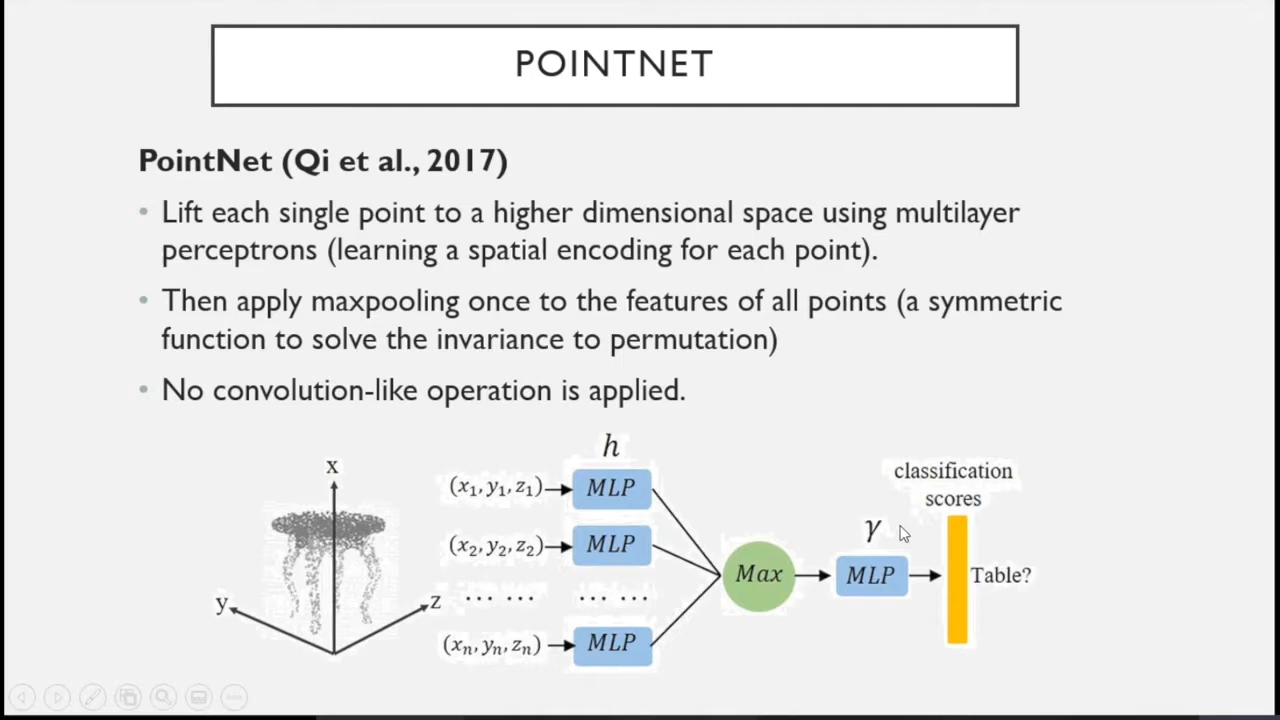 POINTNET
PointNet (Qi et al., 2017)
• Lift each single point to a higher dimensional space using multilayer
perceptrons (learning a spatial encoding for each point).
• Then apply maxpooling once to the features of all points (a symmetric
function to solve the invariance to permutation)
• No convolution-like operation is applied.
x
y
z
h
(x₁, y₁, z₁)
MLP
(x₂, y₂, z₂)
MLP
… …
… …
(xₙ, yₙ, zₙ)
MLP
Max
γ
MLP
classification
scores
Table?